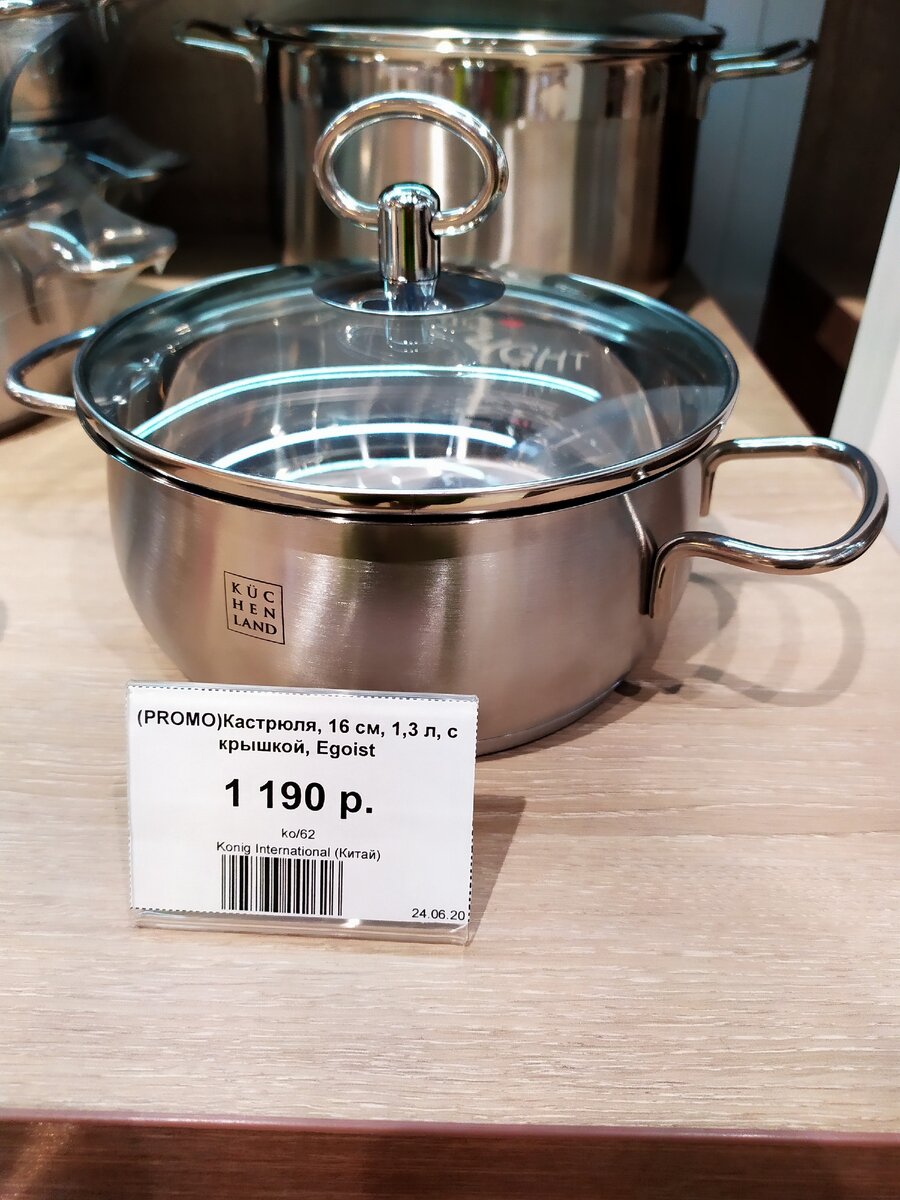 KÜC
HEN
LAND
(PROMO)Кастрюля, 16 см, 1,3 л, с
крышкой, Egoist
1 190 р.
ko/62
Konig International (Китай)
24.06.20